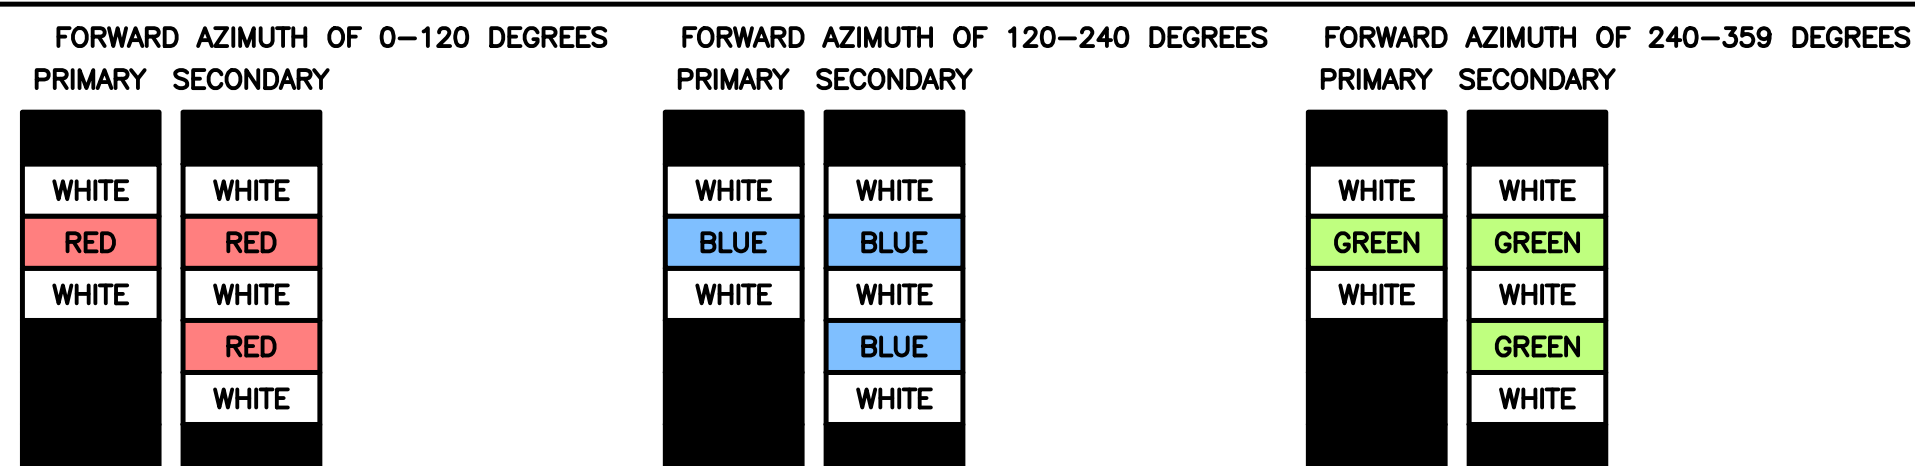 FORWARD AZIMUTH OF 0-120 DEGREES
PRIMARY SECONDARY
WHITE WHITE
RED RED
WHITE WHITE
RED
WHITE
FORWARD AZIMUTH OF 120-240 DEGREES
PRIMARY SECONDARY
WHITE WHITE
BLUE BLUE
WHITE WHITE
BLUE
WHITE
FORWARD AZIMUTH OF 240-359 DEGREES
PRIMARY SECONDARY
WHITE WHITE
GREEN GREEN
WHITE WHITE
GREEN
WHITE